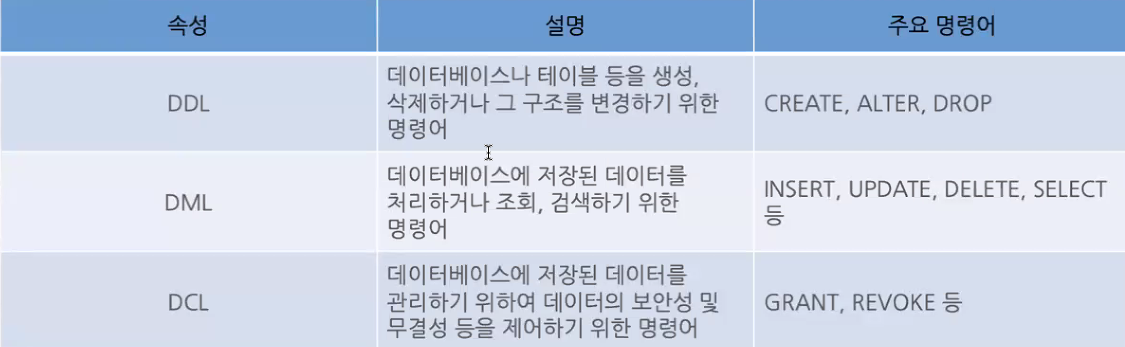 속성
설명
주요 명령어
DDL
데이터베이스나 테이블 등을 생성,
삭제하거나 그 구조를 변경하기 위한
명령어
CREATE, ALTER, DROP
DML
데이터베이스에 저장된 데이터를
처리하거나 조회, 검색하기 위한
명령어
INSERT, UPDATE, DELETE, SELECT
등
DCL
데이터베이스에 저장된 데이터를
관리하기 위하여 데이터의 보안성 및
무결성 등을 제어하기 위한 명령어
GRANT, REVOKE 등